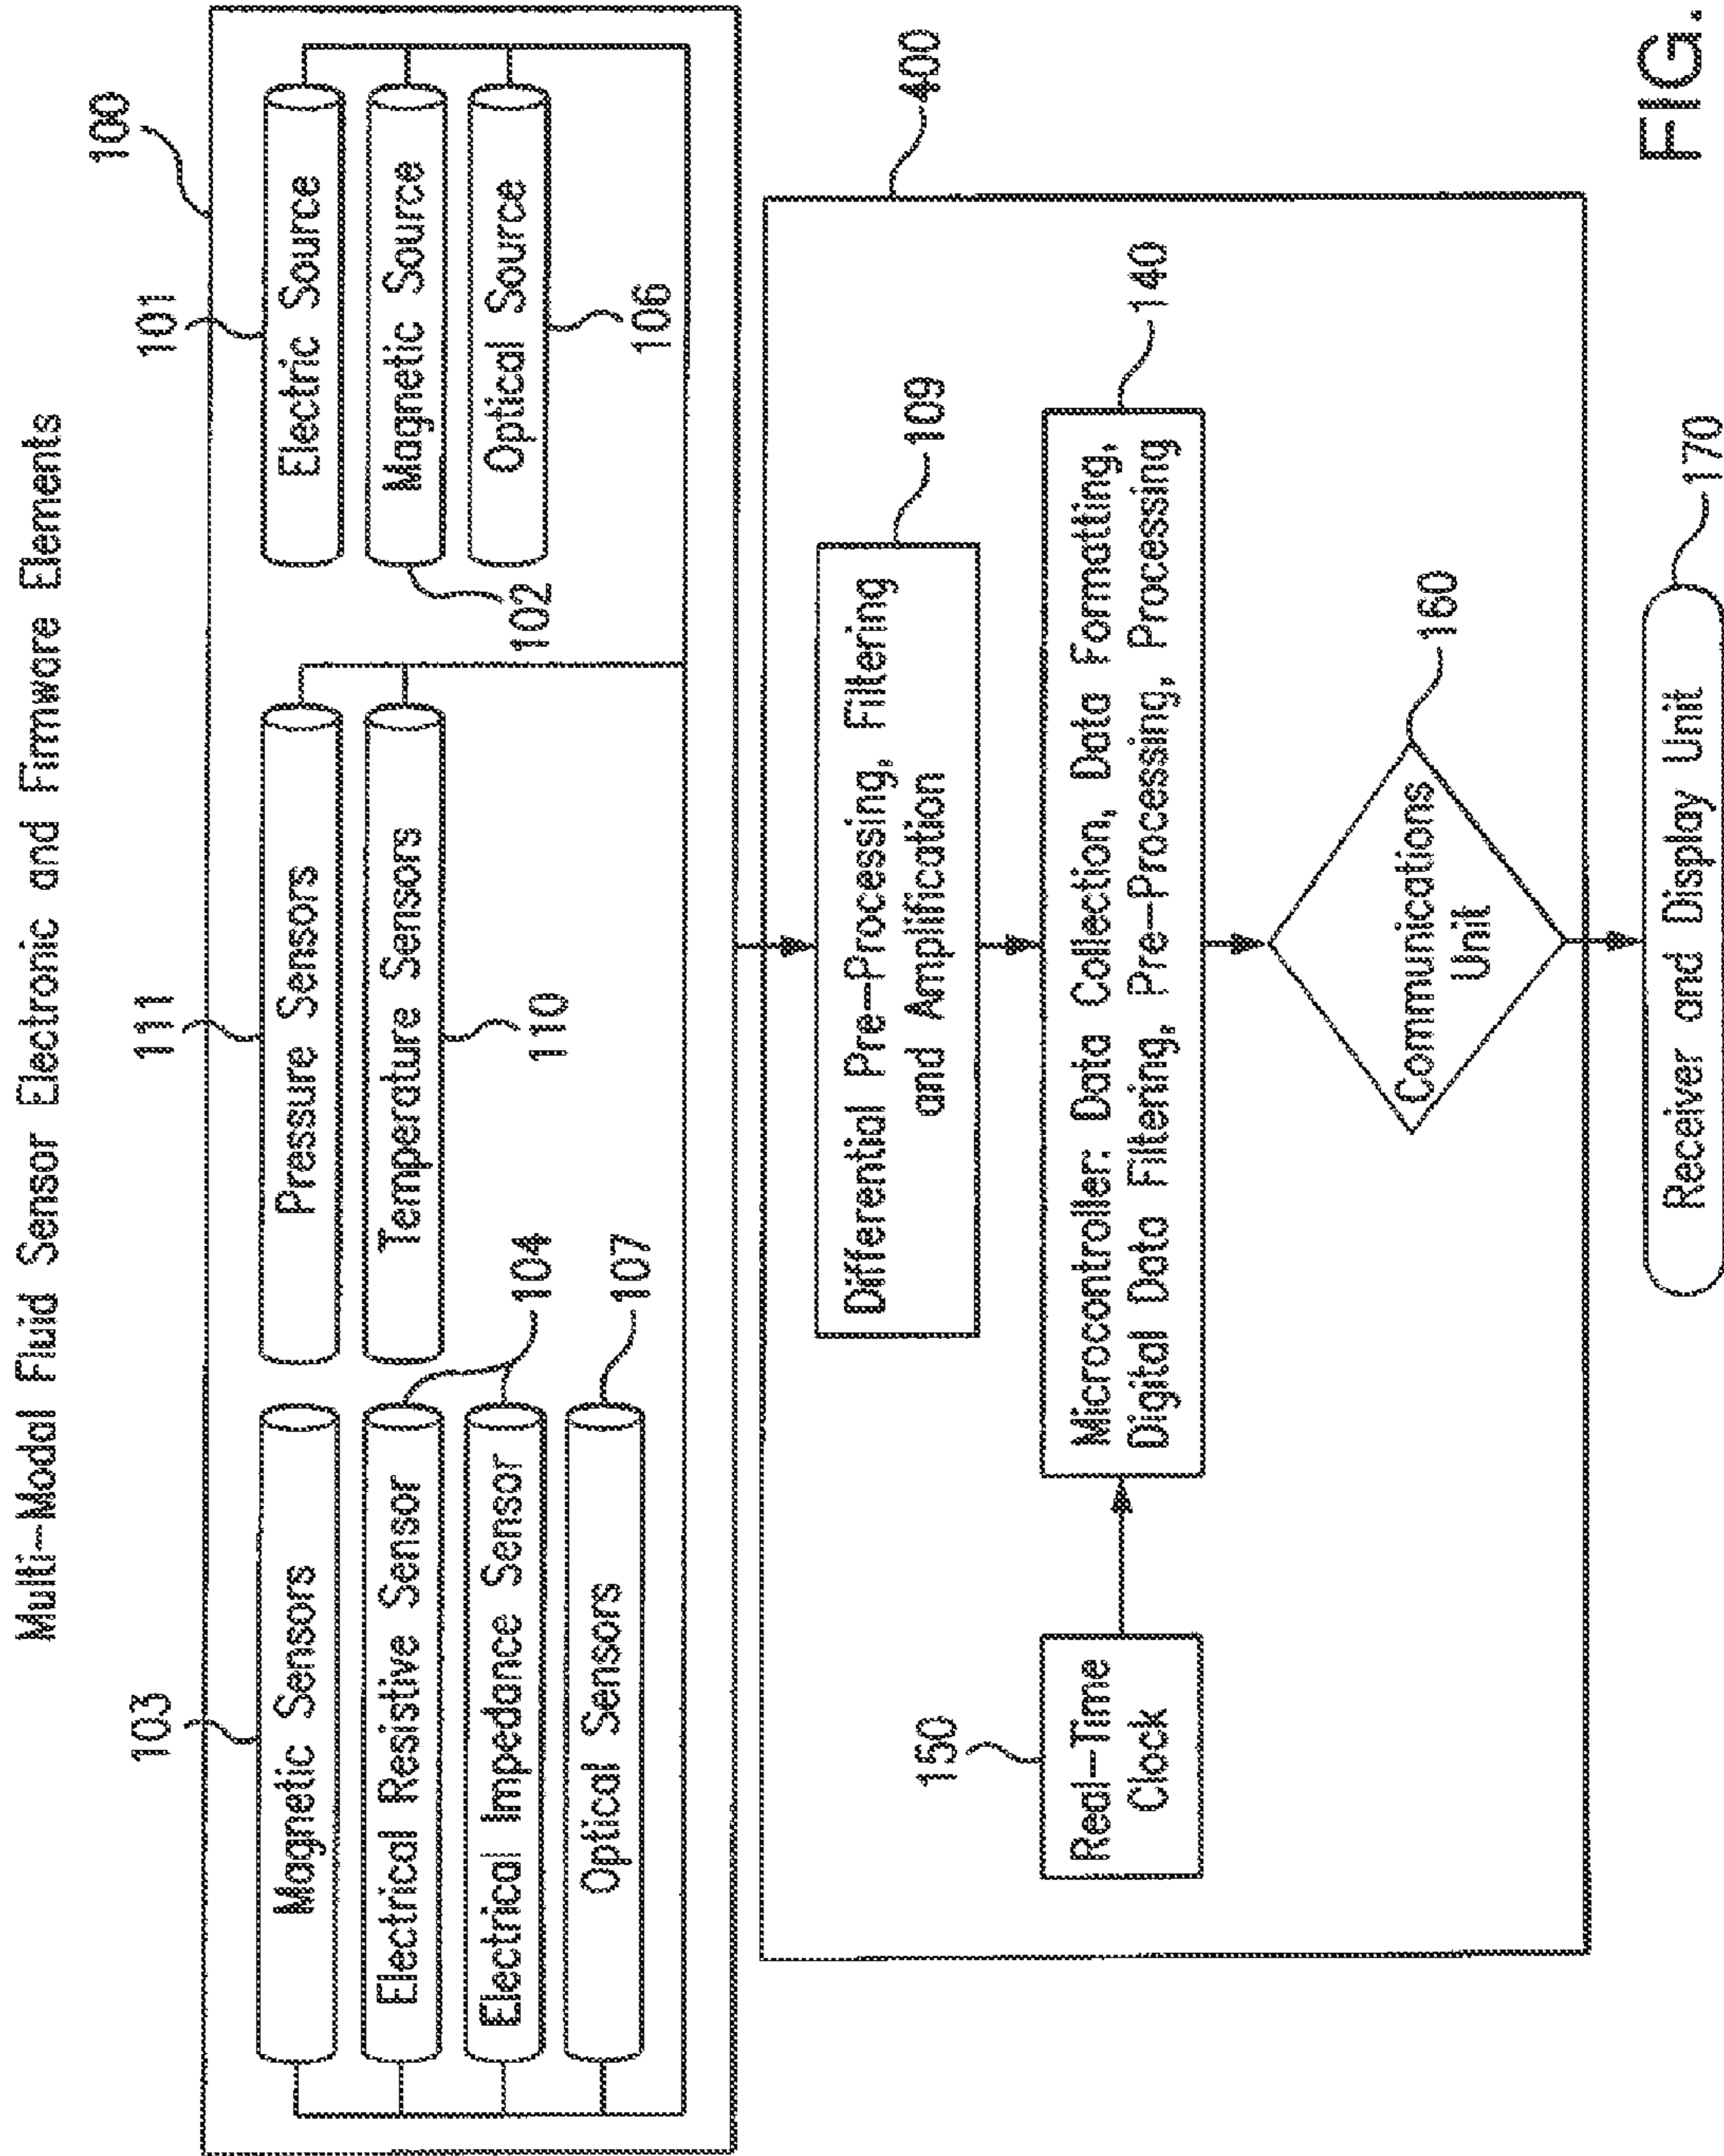 Multi-Modal Fluid Sensor Electronic and Firmware Elements
100
103
111
101
Magnetic Sensors
Pressure Sensors
Electric Source
Electrical Resistive Sensor
Temperature Sensors
Magnetic Source
Electrical Impedance Sensor
104
110
102
Optical Source
Optical Sensors
107
106
400
Differential Pre-Processing, Filtering
and Amplification
109
150
Real-Time
Clock
Microcontroller: Data Collection, Data Formatting,
Digital Data Filtering, Pre-Processing, Processing
140
Communications
Unit
160
Receiver and Display Unit
170
FIG.